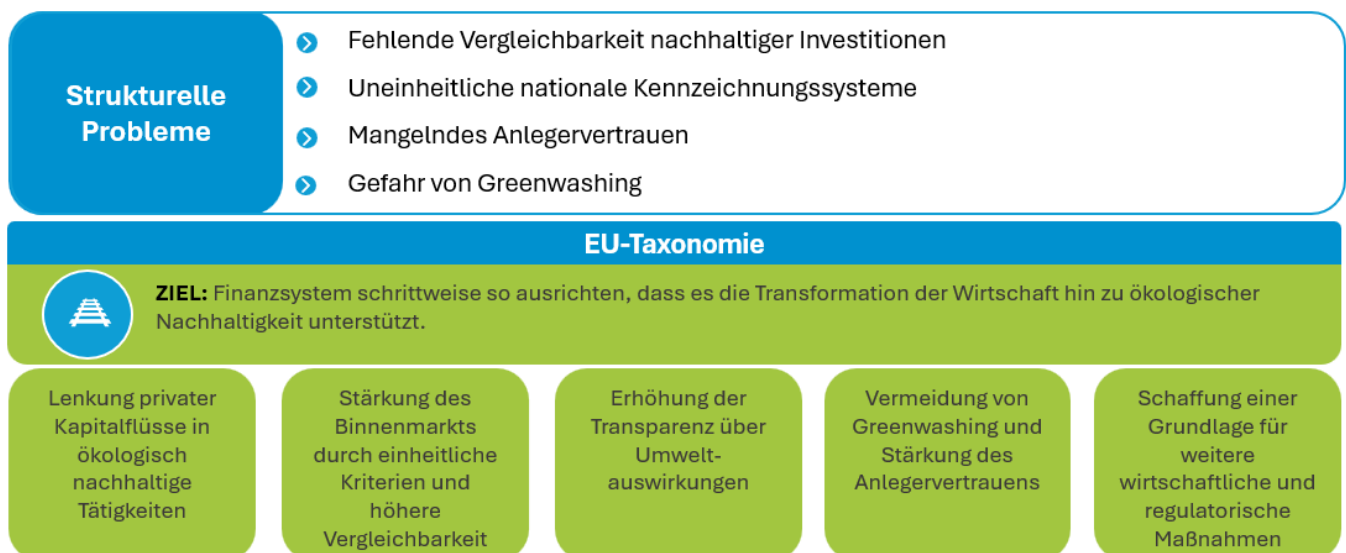 Strukturelle
Probleme
Fehlende Vergleichbarkeit nachhaltiger Investitionen
Uneinheitliche nationale Kennzeichnungssysteme
Mangelndes Anlegervertrauen
Gefahr von Greenwashing
EU-Taxonomie
ZIEL: Finanzsystem schrittweise so ausrichten, dass es die Transformation der Wirtschaft hin zu ökologischer
Nachhaltigkeit unterstützt.
Lenkung privater
Kapitalflüsse in
ökologisch
nachhaltige
Tätigkeiten
Stärkung des
Binnenmarkts
durch einheitliche
Kriterien und
höhere
Vergleichbarkeit
Erhöhung der
Transparenz über
Umwelt-
auswirkungen
Vermeidung von
Greenwashing und
Stärkung des
Anlegervertrauens
Schaffung einer
Grundlage für
weitere
wirtschaftliche und
regulatorische
Maßnahmen